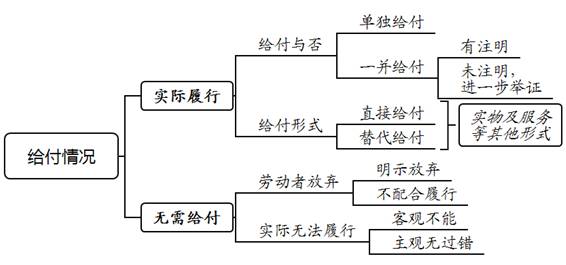 给付情况
实际履行
给付与否
单独给付
一并给付
有注明
未注明，
进一步举证
给付形式
直接给付
替代给付
实物及服务
等其他形式
无需给付
劳动者放弃
明示放弃
不配合履行
实际无法履行
客观不能
主观无过错